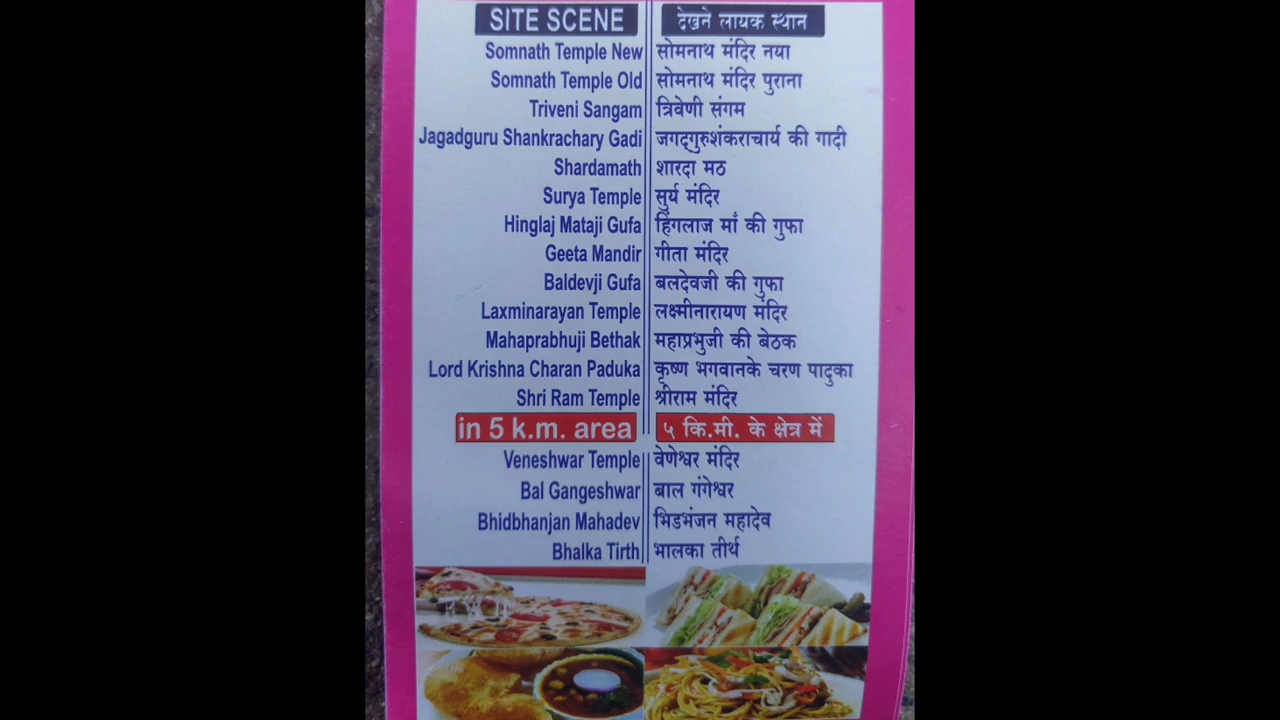 SITE SCENE देखने लायक स्थान
Somnath Temple New सोमनाथ मंदिर नया
Somnath Temple Old सोमनाथ मंदिर पुराना
Triveni Sangam त्रिवेणी संगम
Jagadguru Shankrachary Gadi जगद्गुरुशंकराचार्य की गादी
Shardamath शारदा मठ
Surya Temple सुर्य मंदिर
Hinglaj Mataji Gufa हिंगलाज माँ की गुफा
Geeta Mandir गीता मंदिर
Baldevji Gufa बलदेवजी की गुफा
Laxminarayan Temple लक्ष्मीनारायण मंदिर
Mahaprabhuji Bethak महाप्रभुजी की बेठक
Lord Krishna Charan Paduka कृष्ण भगवानके चरण पादुका
Shri Ram Temple श्रीराम मंदिर
in 5 k.m. area ५ कि.मी. के क्षेत्र में
Veneshwar Temple वेणेश्वर मंदिर
Bal Gangeshwar बाल गंगेश्वर
Bhidbhanjan Mahadev भिडभंजन महादेव
Bhalka Tirth भालका तीर्थ